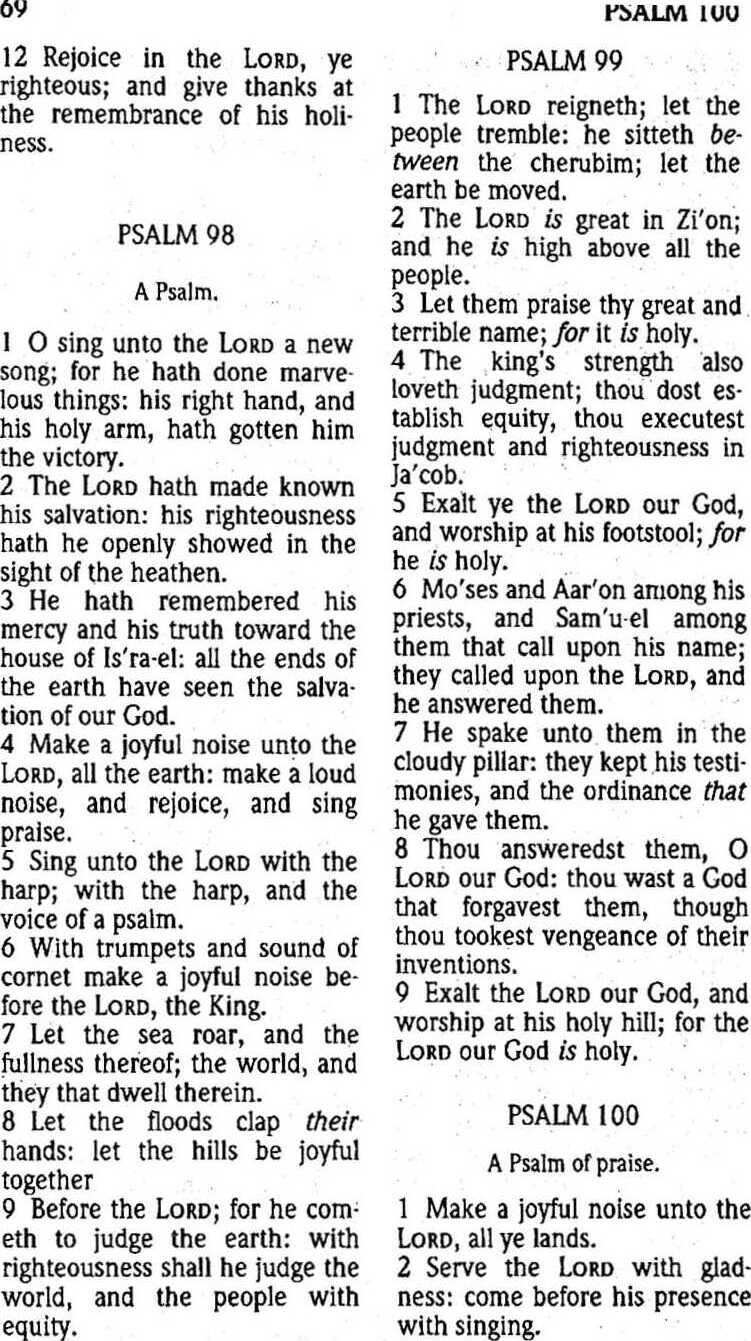 69
PSALM 100
12 Rejoice in the LORD, ye
righteous; and give thanks at
the remembrance of his holi-
ness.
PSALM 98
A Psalm.
1 O sing unto the LORD a new
song; for he hath done marve-
lous things: his right hand, and
his holy arm, hath gotten him
the victory.
2 The LORD hath made known
his salvation: his righteousness
hath he openly showed in the
sight of the heathen.
3 He hath remembered his
mercy and his truth toward the
house of Is'ra-el: all the ends of
the earth have seen the salva-
tion of our God.
4 Make a joyful noise unto the
LORD, all the earth: make a loud
noise, and rejoice, and sing
praise.
5 Sing unto the LORD with the
harp; with the harp, and the
voice of a psalm.
6 With trumpets and sound of
cornet make a joyful noise be-
fore the LORD, the King.
7 Let the sea roar, and the
fullness thereof; the world, and
they that dwell therein.
8 Let the floods clap their
hands: let the hills be joyful
together
9 Before the LORD; for he com-
eth to judge the earth: with
righteousness shall he judge the
world, and the people with
equity.
PSALM 99
1 The LORD reigneth; let the
people tremble: he sitteth be-
tween the cherubim; let the
earth be moved.
2 The LORD is great in Zi'on;
and he is high above all the
people.
3 Let them praise thy great and
terrible name; for it is holy.
4 The king's strength also
loveth judgment; thou dost es-
tablish equity, thou executest
judgment and righteousness in
Ja'cob.
5 Exalt ye the LORD our God,
and worship at his footstool; for
he is holy.
6 Mo'ses and Aar'on among his
priests, and Sam'u-el among
them that call upon his name;
they called upon the LORD, and
he answered them.
7 He spake unto them in the
cloudy pillar: they kept his testi-
monies, and the ordinance that
he gave them.
8 Thou answeredst them, O
LORD our God: thou wast a God
that forgavest them, though
thou tookest vengeance of their
inventions.
9 Exalt the LORD our God, and
worship at his holy hill; for the
LORD our God is holy.
PSALM 100
A Psalm of praise.
1 Make a joyful noise unto the
LORD, all ye lands.
2 Serve the LORD with glad-
ness: come before his presence
with singing.